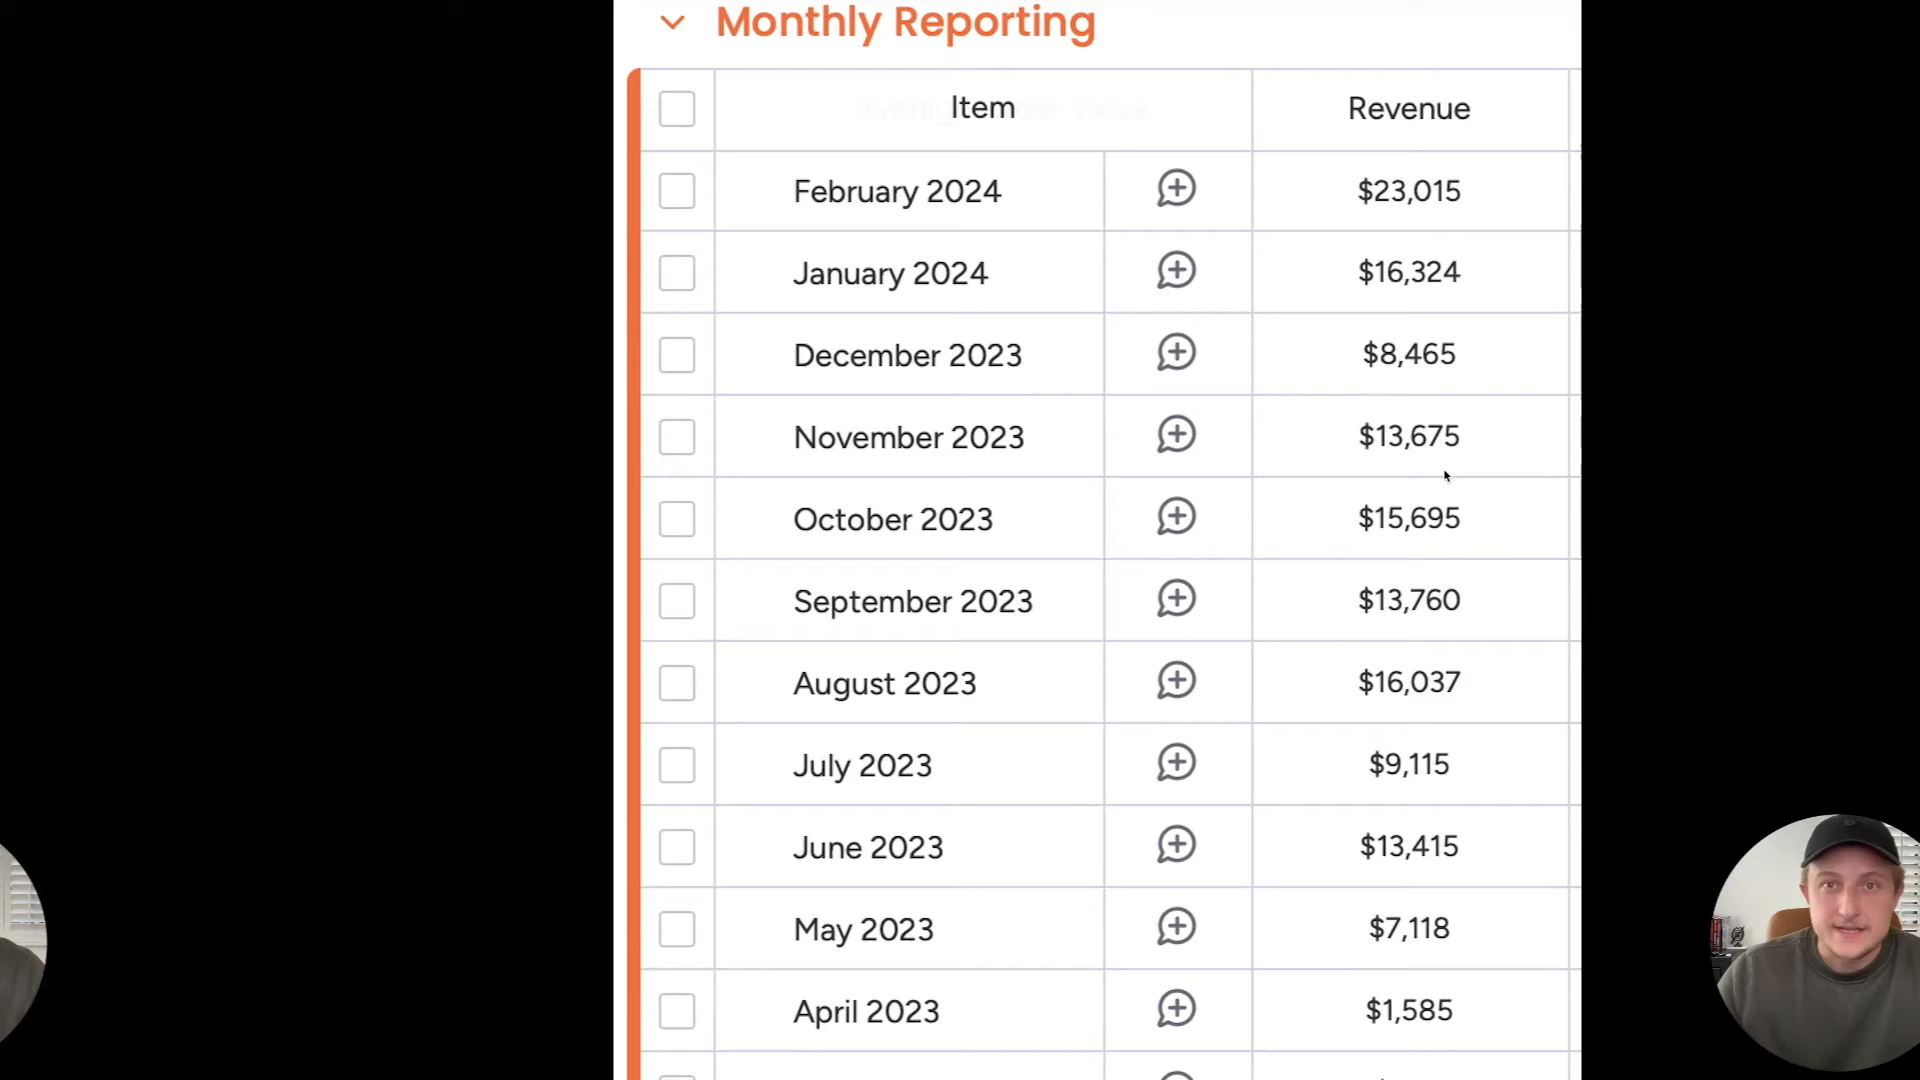 Monthly Reporting
Item Revenue
February 2024 $23,015
January 2024 $16,324
December 2023 $8,465
November 2023 $13,675
October 2023 $15,695
September 2023 $13,760
August 2023 $16,037
July 2023 $9,115
June 2023 $13,415
May 2023 $7,118
April 2023 $1,585